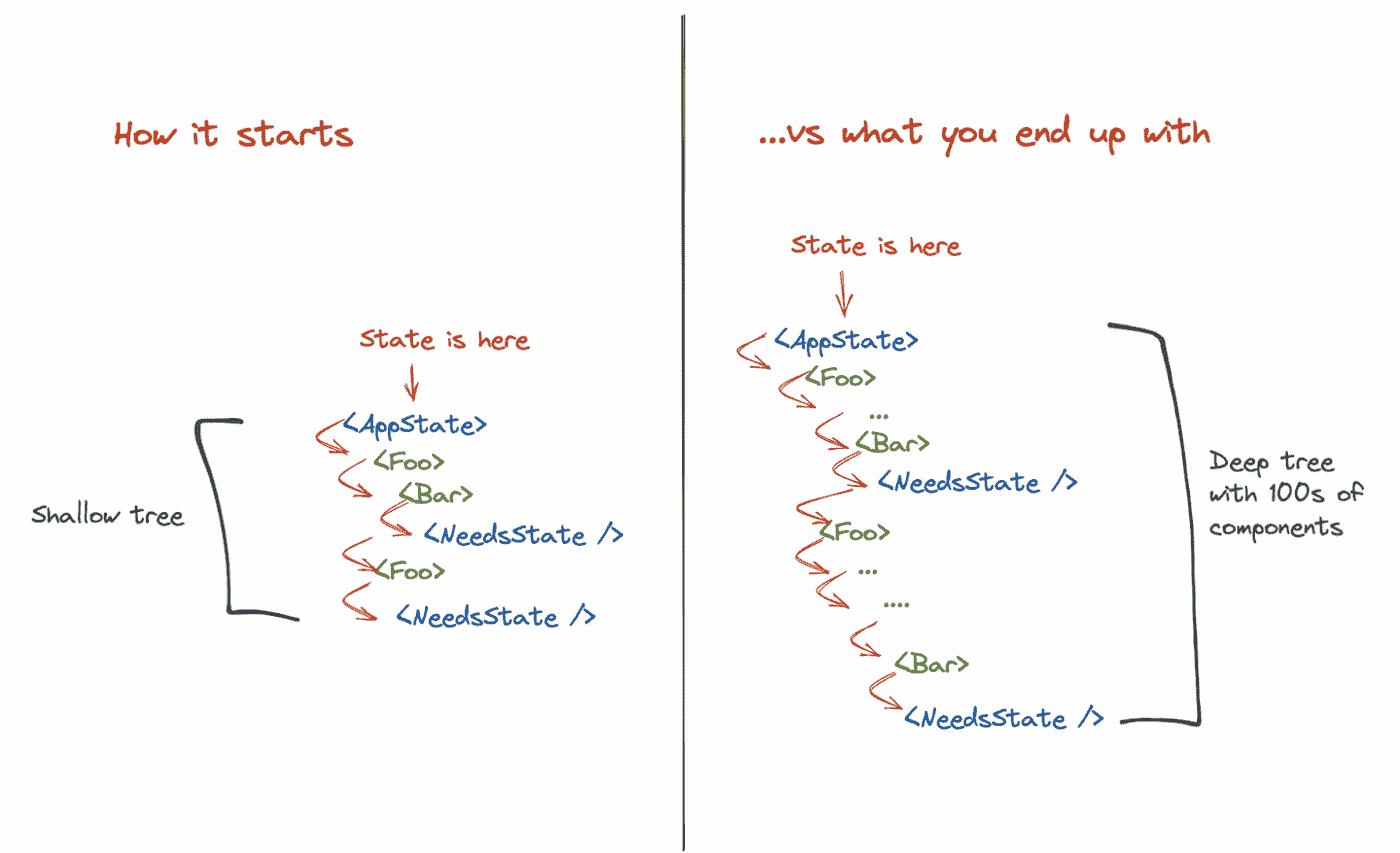 How it starts
State is here
<AppState>
<Foo>
<Bar>
<NeedsState />
<Foo>
<NeedsState />
Shallow tree
...vs what you end up with
State is here
<AppState>
<Foo>
...
<Bar>
<NeedsState />
<Foo>
...
....
<Bar>
<NeedsState />
Deep tree
with 100s of
components